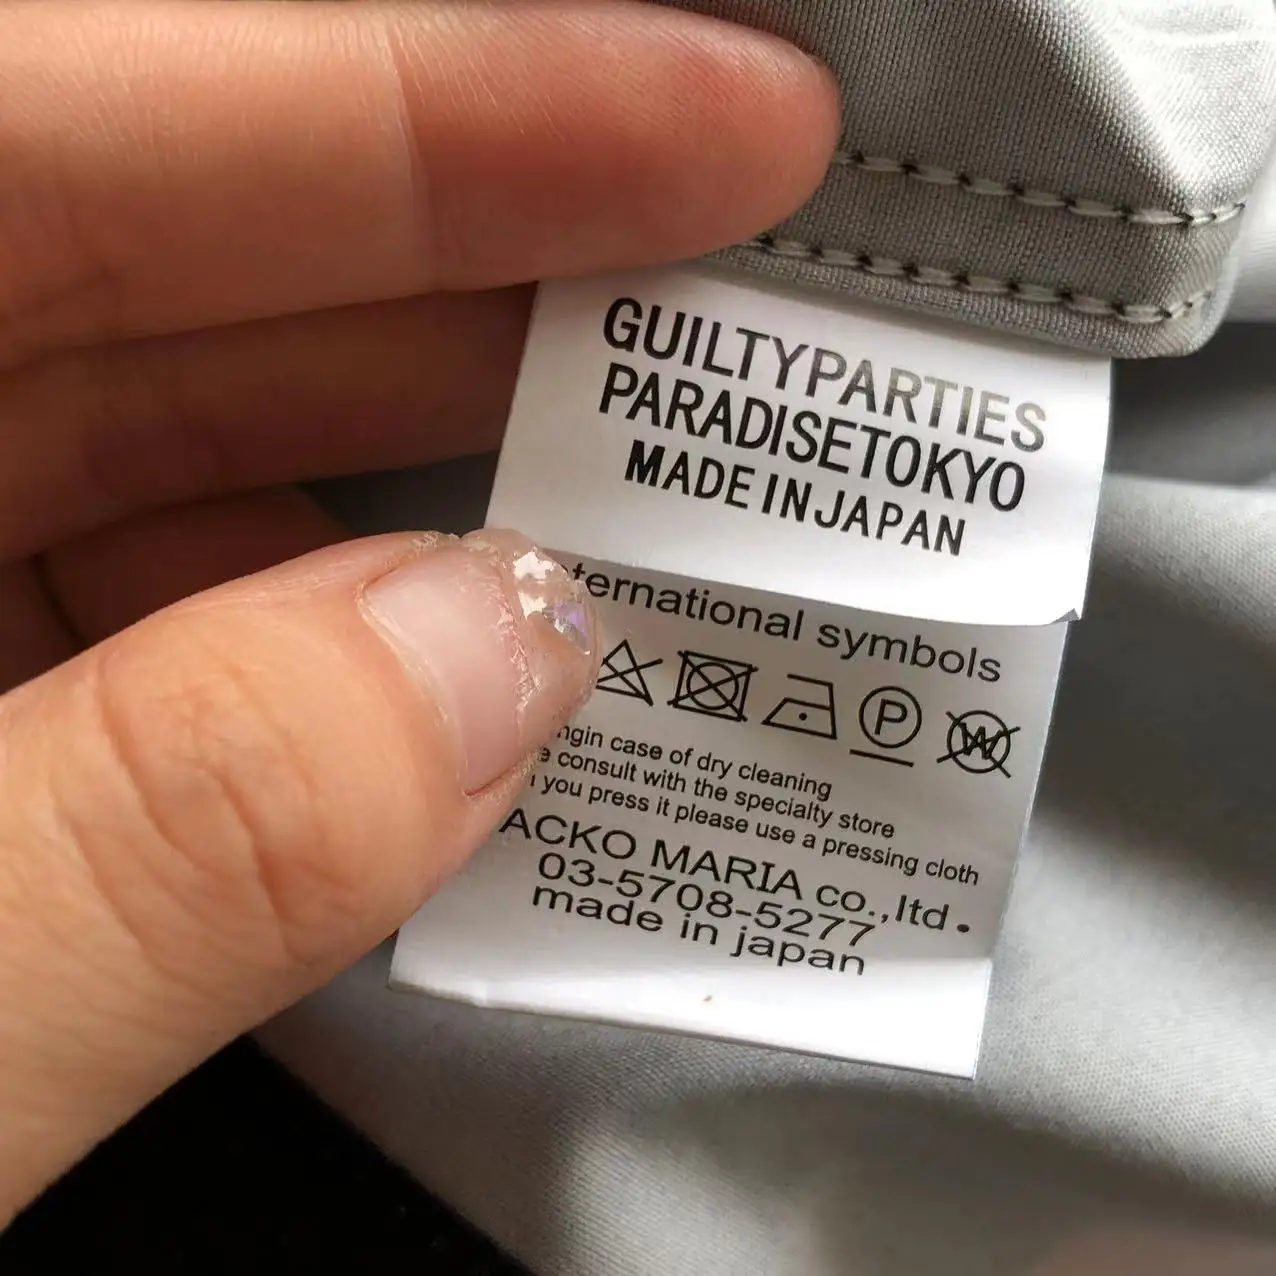 GUILTYPARTIES
PARADISETOKYO
MADE IN JAPAN
ternational symbols
P W
ngin case of dry cleaning
e consult with the specialty store
you press it please use a pressing cloth
ACKO MARIA co.,ltd.
03-5708-5277
made in japan